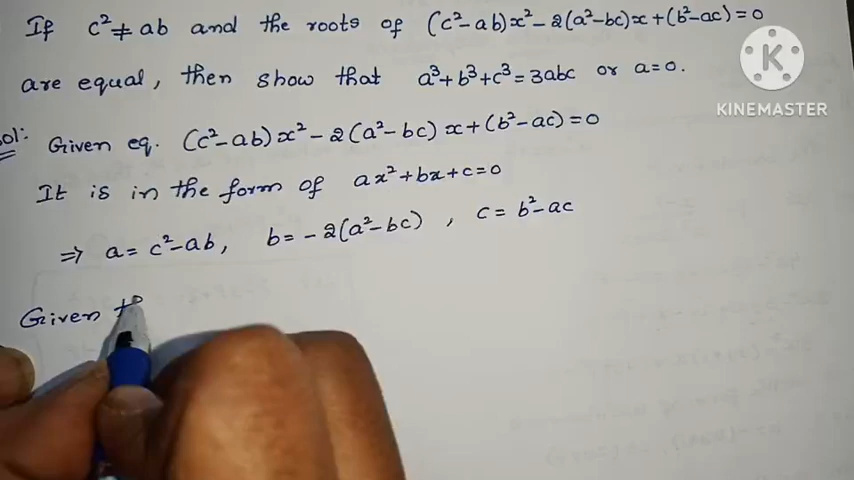 If c² ≠ ab and the roots of (c²-ab)x²-2(a²-bc)x+(b²-ac)=0
are equal, then show that a³+b³+c³=3abc or a=0.
Sol: Given eq. (c²-ab)x²-2(a²-bc)x+(b²-ac)=0
It is in the form of ax²+bx+c=0
⇒ a=c²-ab, b=-2(a²-bc), c=b²-ac
Given
K
KINEMASTER